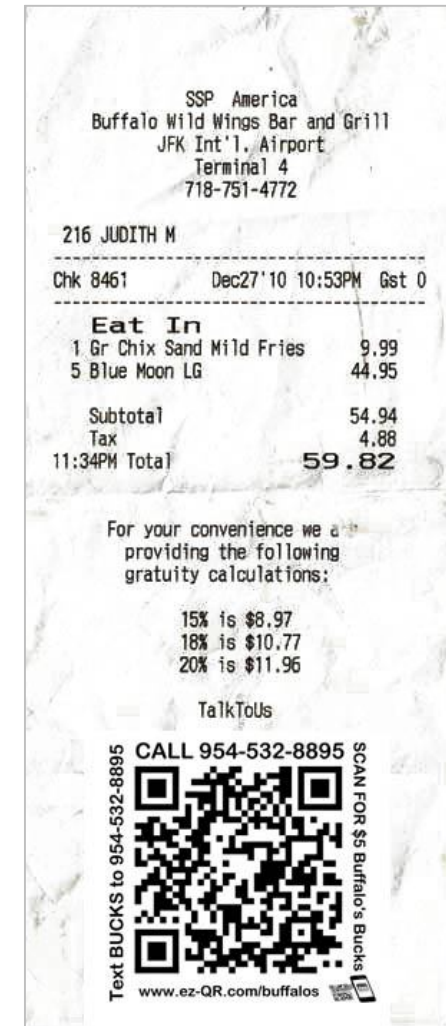 SSP America
Buffalo Wild Wings Bar and Grill
JFK Int'l. Airport
Terminal 4
718-751-4772
216 JUDITH M
Chk 8461 Dec27'10 10:53PM Gst 0
Eat In
1 Gr Chix Sand Mild Fries 9.99
5 Blue Moon LG 44.95
Subtotal 54.94
Tax 4.88
11:34PM Total 59.82
For your convenience we
providing the following
gratuity calculations:
15% is $8.97
18% is $10.77
20% is $11.96
TalkToUs
CALL 954-532-8895
Text BUCKS to 954-532-8895
SCAN FOR $5 Buffalo's Bucks
www.ez-QR.com/buffalos